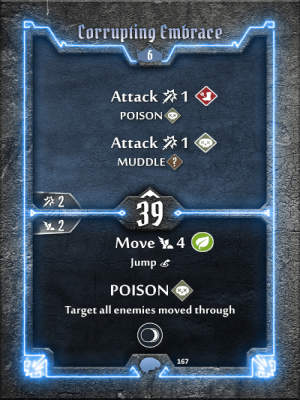 Corrupting Embrace
6
Attack 1
POISON
Attack 1
MUDDLE ?
2
39
2
Move 4
Jump
POISON
Target all enemies moved through
167